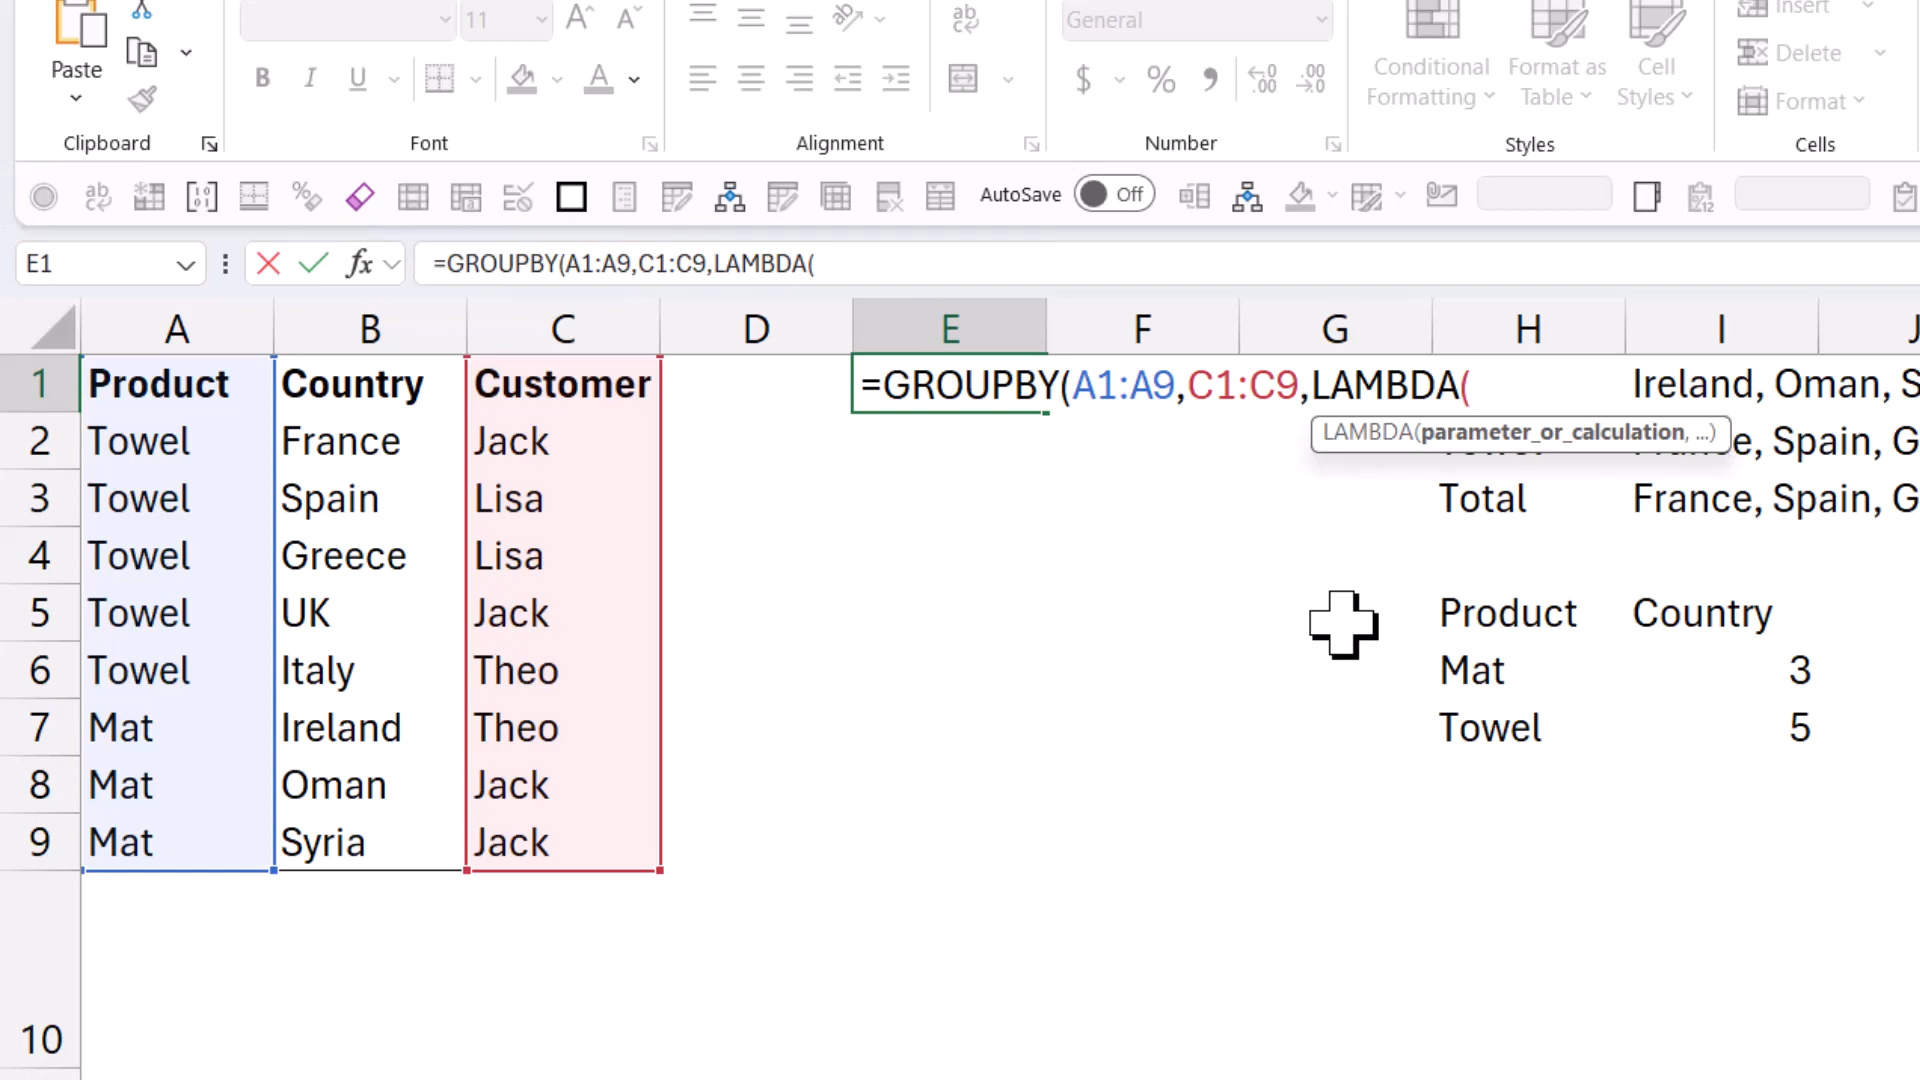 11
General
Paste
B I U
$ %
Conditional Formatting
Format as Table
Cell Styles
Insert
Delete
Format
Clipboard
Font
Alignment
Number
Styles
Cells
AutoSave Off
E1
fx
=GROUPBY(A1:A9,C1:C9,LAMBDA(
A B C D E F G H I J
1 Product Country Customer =GROUPBY(A1:A9,C1:C9,LAMBDA( Ireland, Oman, S
LAMBDA(parameter_or_calculation, ...)
2 Towel France Jack e, Spain, G
3 Towel Spain Lisa Total France, Spain, G
4 Towel Greece Lisa
5 Towel UK Jack Product Country
6 Towel Italy Theo Mat 3
7 Mat Ireland Theo Towel 5
8 Mat Oman Jack
9 Mat Syria Jack
10